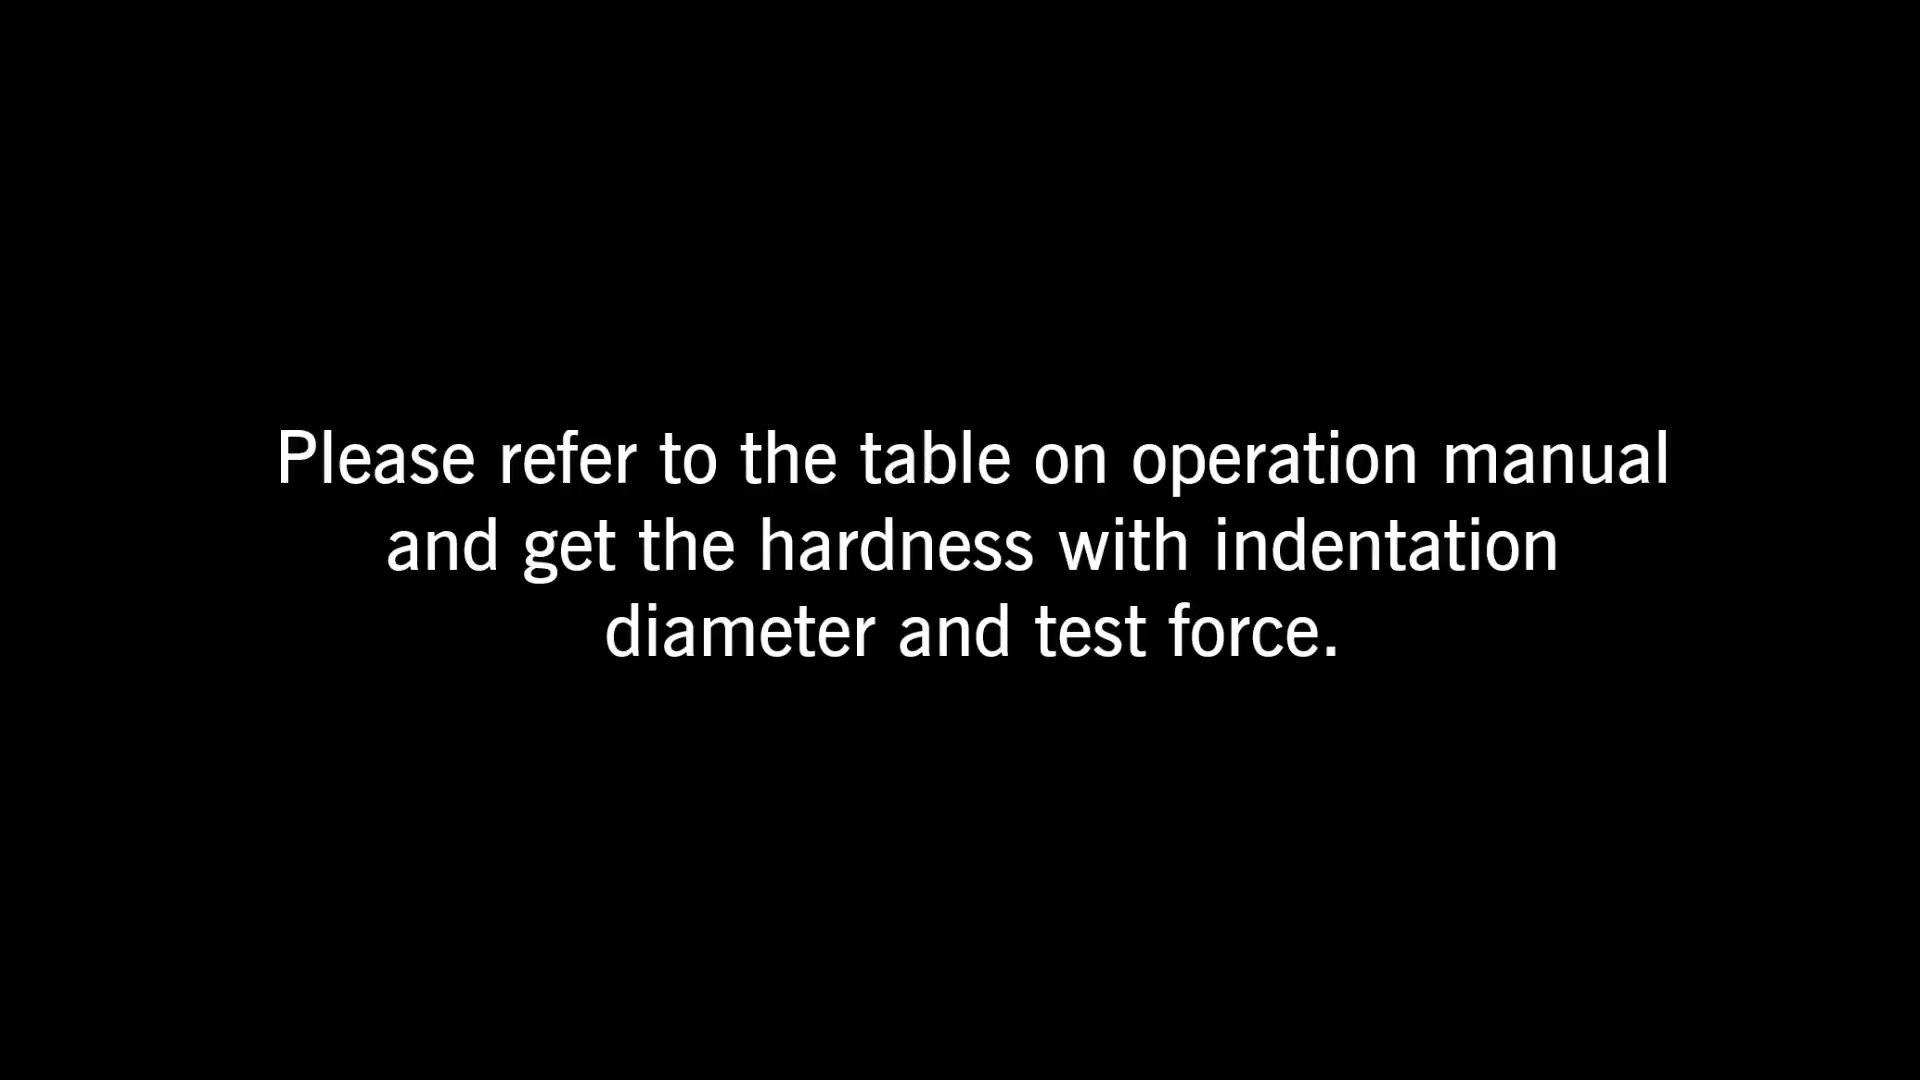 Please refer to the table on operation manual
and get the hardness with indentation
diameter and test force.